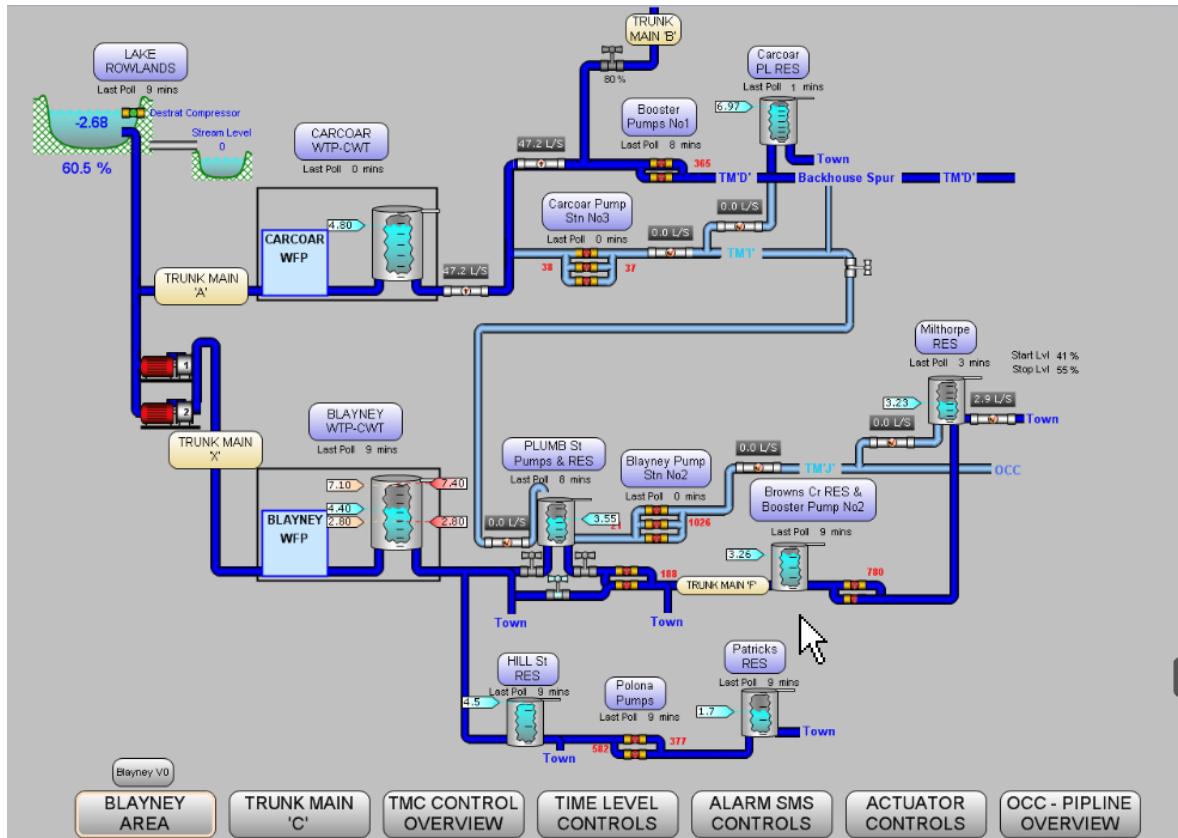 TRUNK
MAIN 'B'
80 %
LAKE
ROWLANDS
Last Poll 9 mins
-2.68
Destrat Compressor
Stream Level
0
60.5 %
Carcoar
PL RES
Last Poll 1 mins
6.97
Town
Booster
Pumps No1
Last Poll 8 mins
365
TM'D'
Backhouse Spur
TM'D'
CARCOAR
WTP-CWT
Last Poll 0 mins
4.80
CARCOAR
WFP
47.2 L/S
47.2 L/S
Carcoar Pump
Stn No3
Last Poll 0 mins
38
37
0.0 L/S
0.0 L/S
TM'I'
TRUNK MAIN
'A'
1
2
TRUNK MAIN
'X'
Milthorpe
RES
Last Poll 3 mins
Start Lvl 41 %
Stop Lvl 55 %
3.23
2.9 L/S
Town
0.0 L/S
BLAYNEY
WTP-CWT
Last Poll 9 mins
7.10
7.40
4.40
2.80
2.80
BLAYNEY
WFP
PLUMB St
Pumps & RES
Last Poll 8 mins
0.0 L/S
3.55
Blayney Pump
Stn No2
Last Poll 0 mins
21
1026
0.0 L/S
TM'J'
OCC
Browns Cr RES &
Booster Pump No2
Last Poll 9 mins
3.26
780
188
TRUNK MAIN 'F'
Town
Town
HILL St
RES
Last Poll 9 mins
4.5
Town
Polona
Pumps
Last Poll 9 mins
582
377
Patricks
RES
Last Poll 9 mins
1.7
Town
Blayney V0
BLAYNEY
AREA
TRUNK MAIN
'C'
TMC CONTROL
OVERVIEW
TIME LEVEL
CONTROLS
ALARM SMS
CONTROLS
ACTUATOR
CONTROLS
OCC - PIPLINE
OVERVIEW